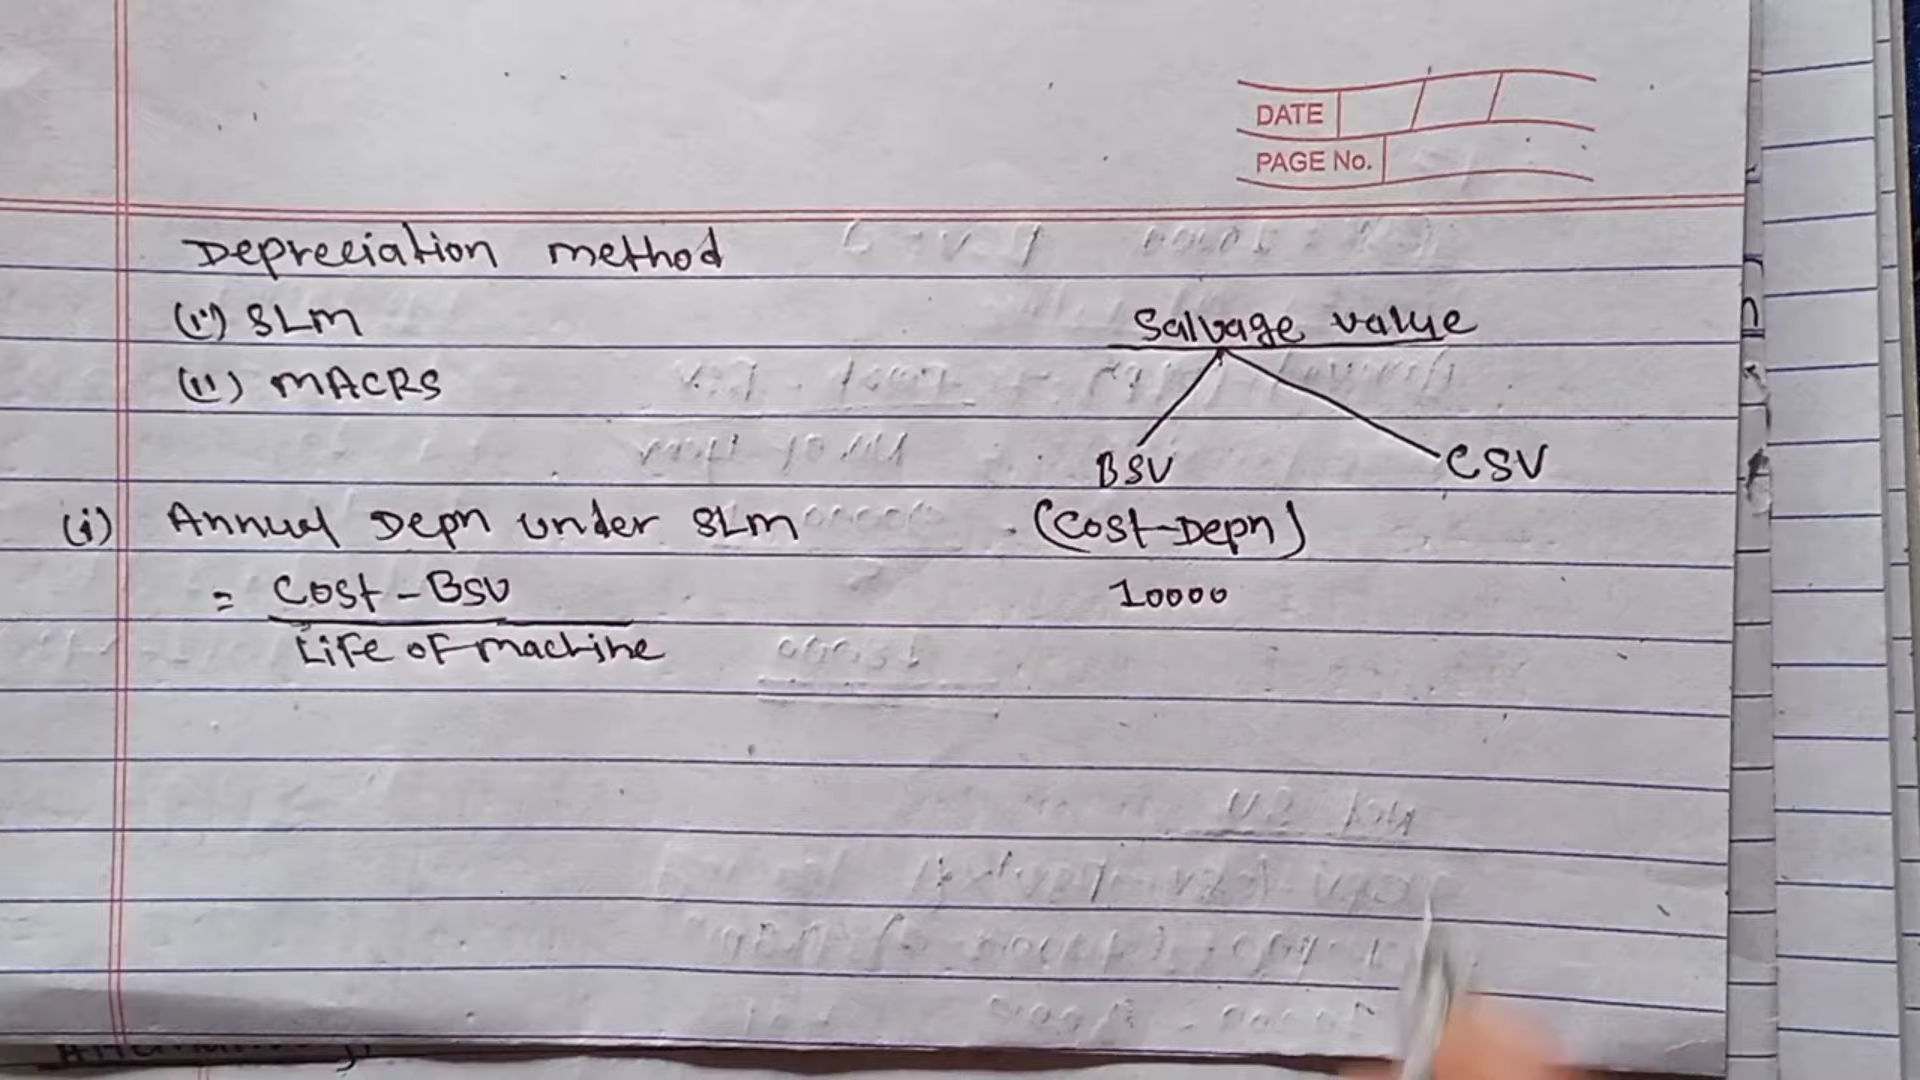 DATE
PAGE No.
Depreciation method
(i) SLM
Salvage value
(ii) MACRS
BSV CSV
(i) Annual Depn under SLM
(Cost-Depn)
= Cost - BSV
10000
Life of machine